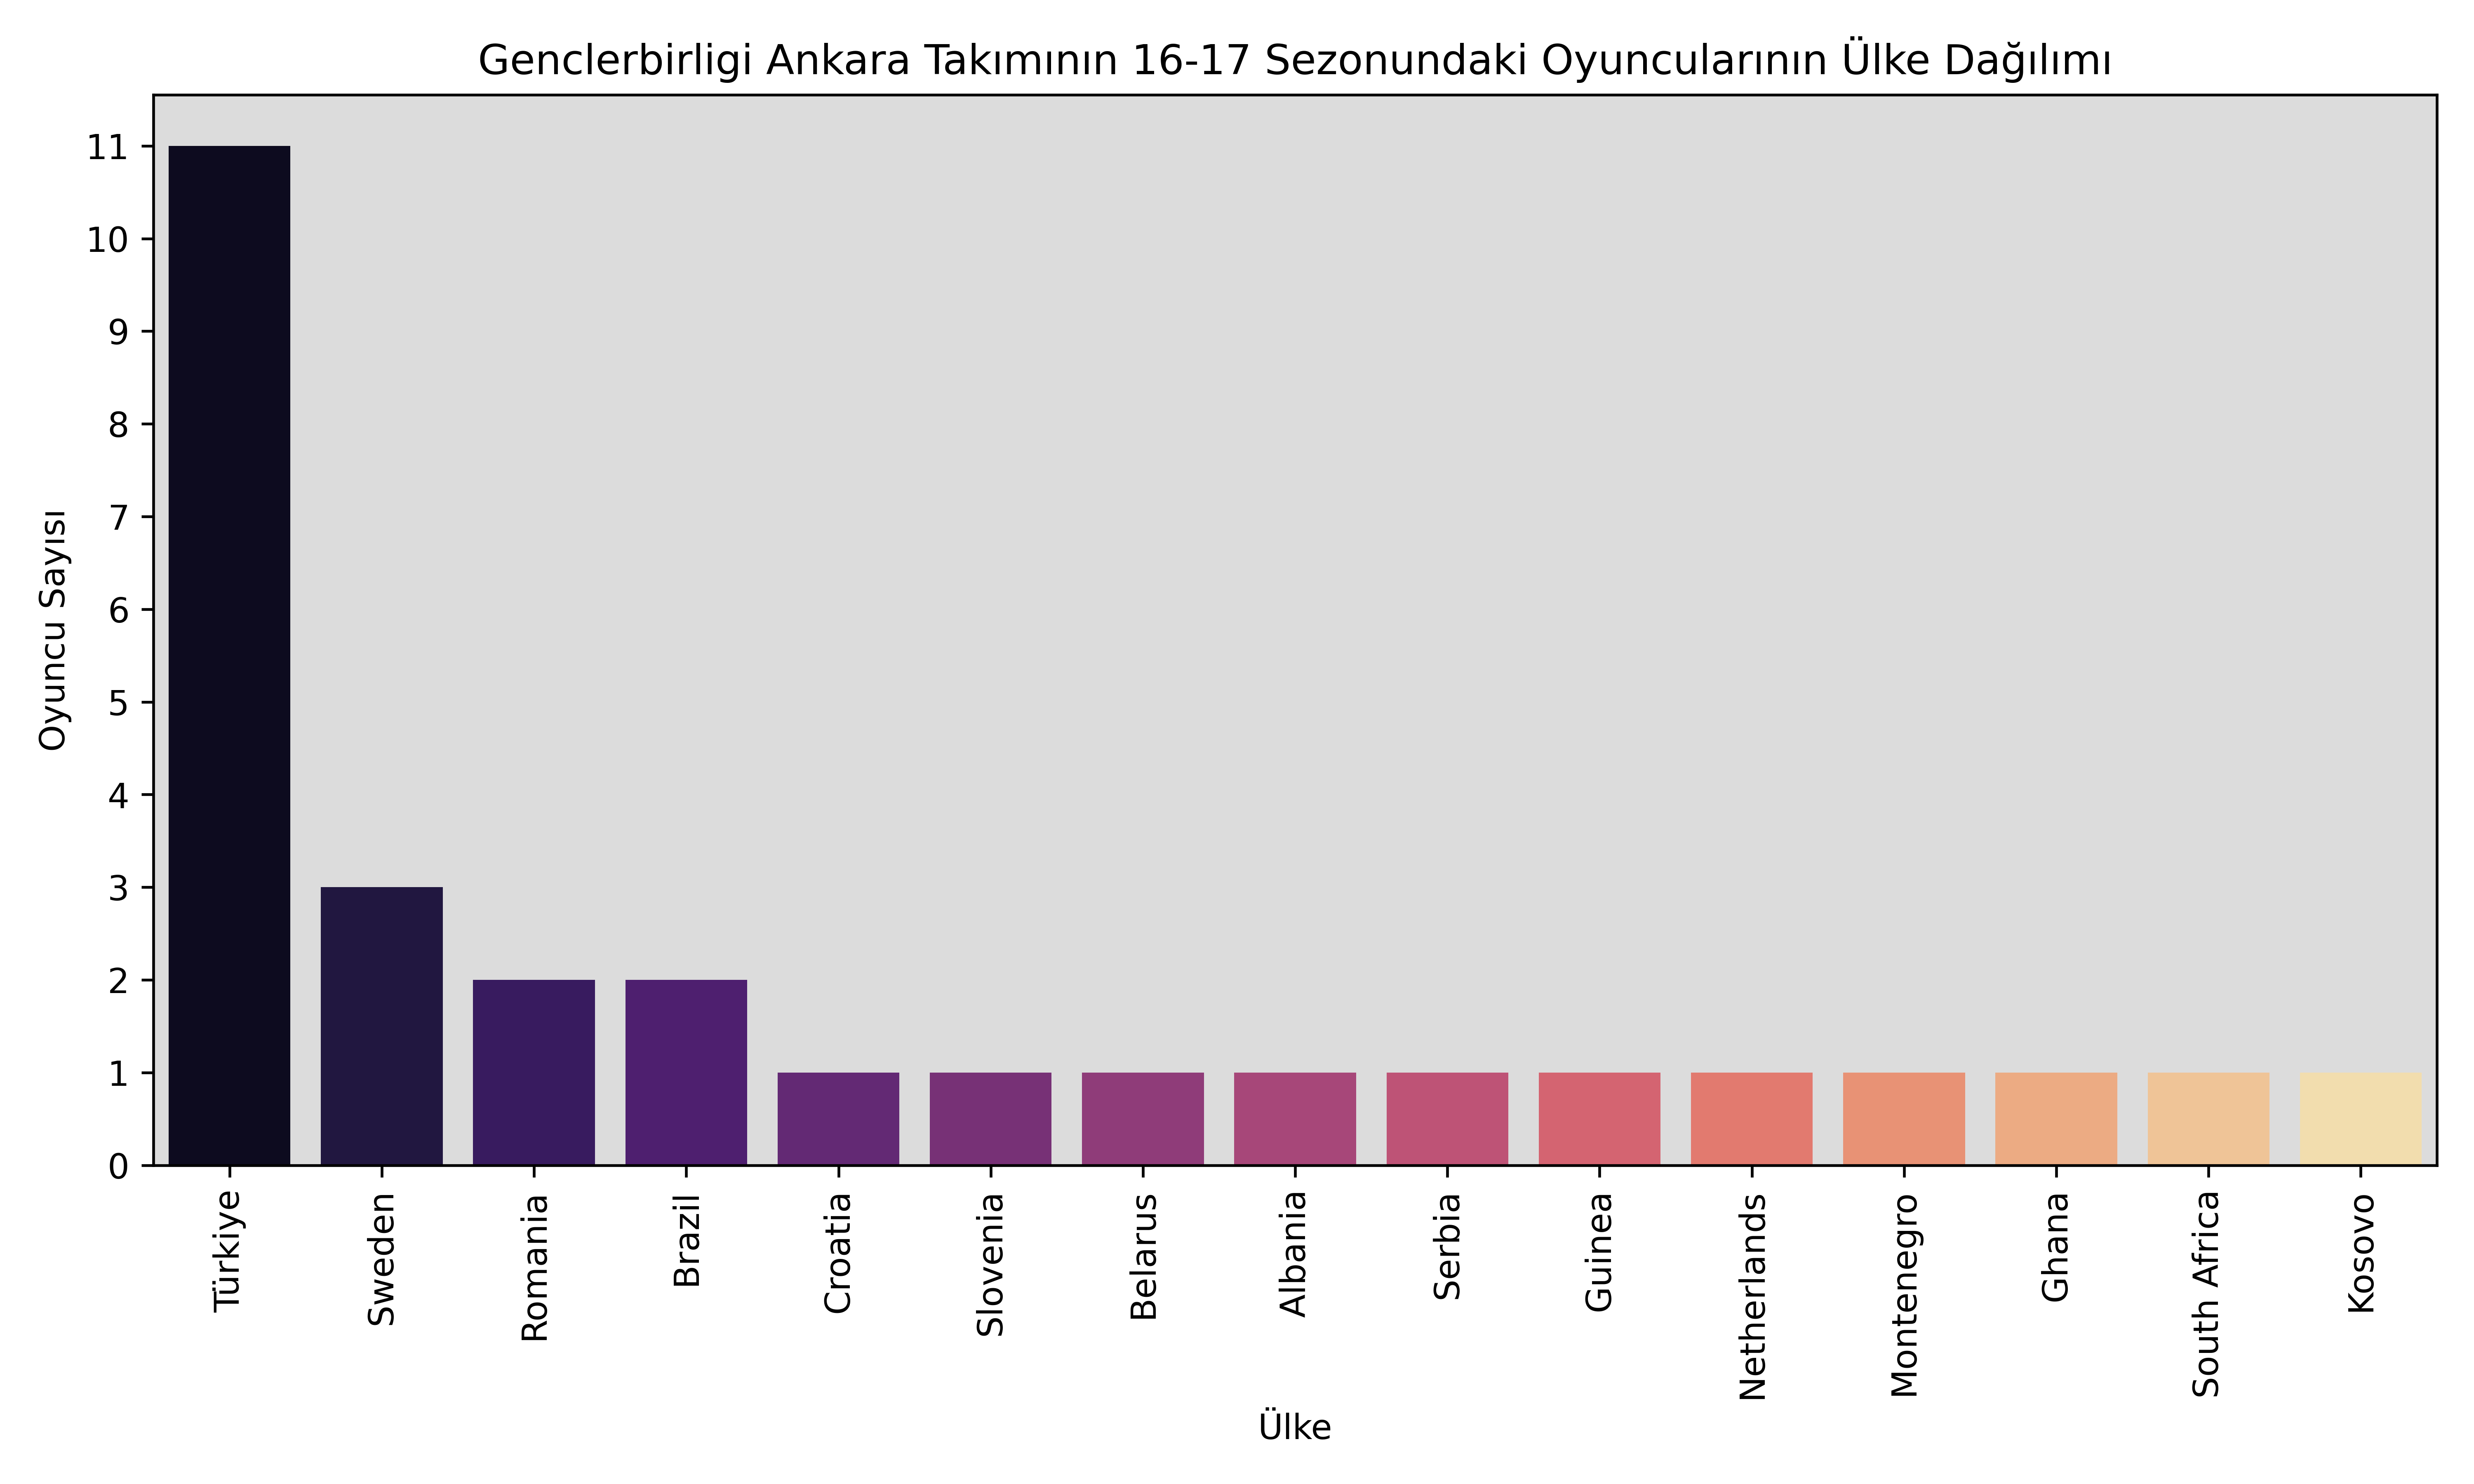 Genclerbirligi Ankara Takımının 16-17 Sezonundaki Oyuncularının Ülke Dağılımı
Oyuncu Sayısı
11
10
9
8
7
6
5
4
3
2
1
0
Türkiye
Sweden
Romania
Brazil
Croatia
Slovenia
Belarus
Albania
Serbia
Guinea
Netherlands
Montenegro
Ghana
South Africa
Kosovo
Ülke